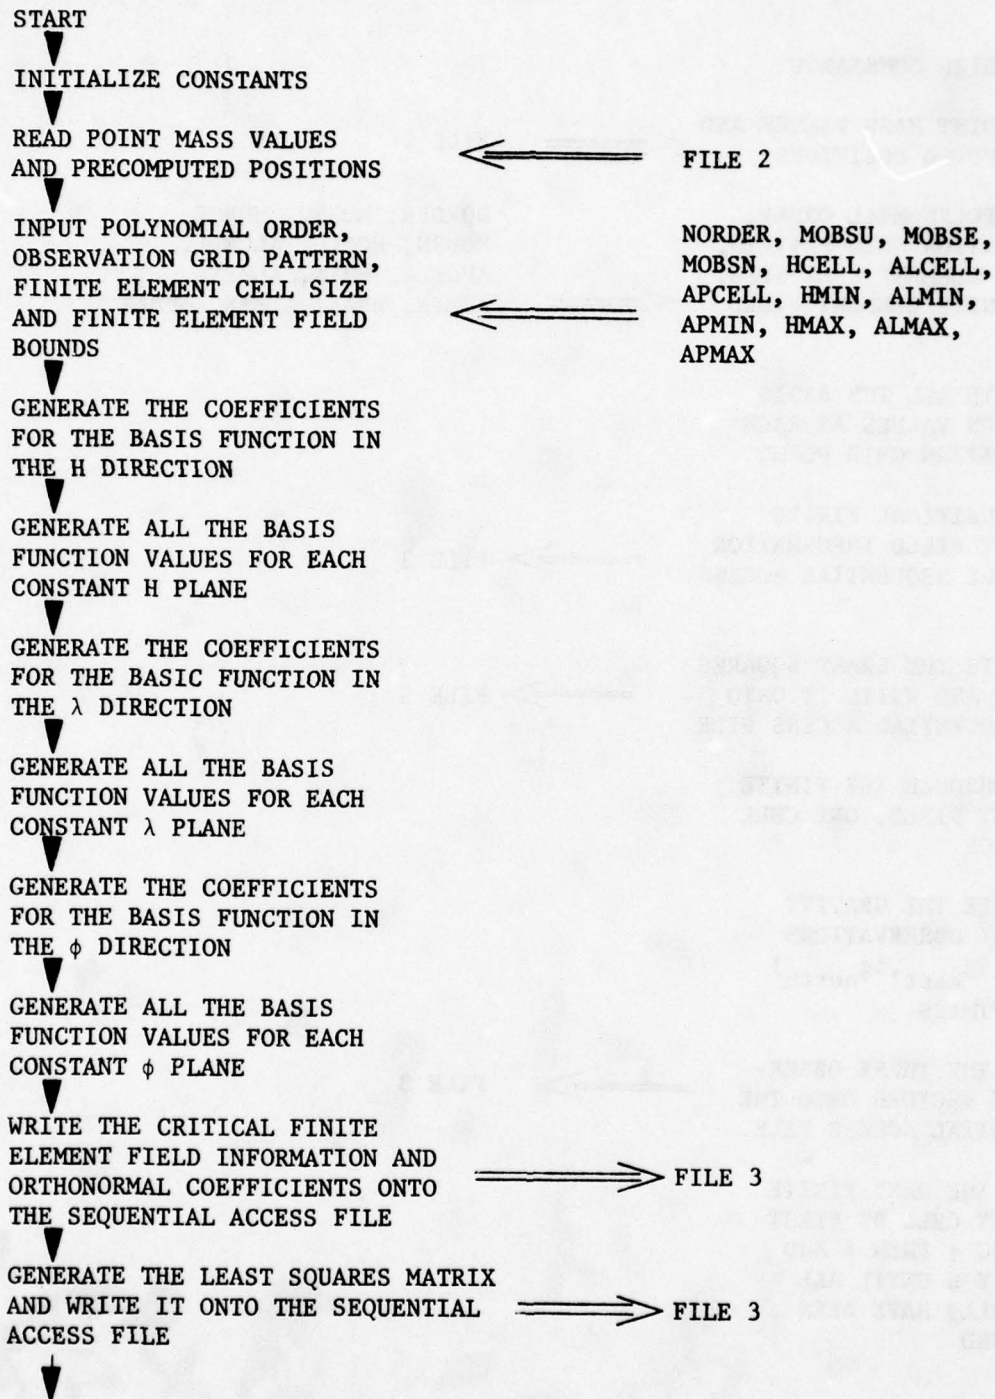 START
INITIALIZE CONSTANTS
READ POINT MASS VALUES
AND PRECOMPUTED POSITIONS
FILE 2
INPUT POLYNOMIAL ORDER,
OBSERVATION GRID PATTERN,
FINITE ELEMENT CELL SIZE
AND FINITE ELEMENT FIELD
BOUNDS
NORDER, MOBSU, MOBSE,
MOBSN, HCELL, ALCELL,
APCELL, HMIN, ALMIN,
APMIN, HMAX, ALMAX,
APMAX
GENERATE THE COEFFICIENTS
FOR THE BASIS FUNCTION IN
THE H DIRECTION
GENERATE ALL THE BASIS
FUNCTION VALUES FOR EACH
CONSTANT H PLANE
GENERATE THE COEFFICIENTS
FOR THE BASIC FUNCTION IN
THE λ DIRECTION
GENERATE ALL THE BASIS
FUNCTION VALUES FOR EACH
CONSTANT λ PLANE
GENERATE THE COEFFICIENTS
FOR THE BASIS FUNCTION IN
THE φ DIRECTION
GENERATE ALL THE BASIS
FUNCTION VALUES FOR EACH
CONSTANT φ PLANE
WRITE THE CRITICAL FINITE
ELEMENT FIELD INFORMATION AND
ORTHONORMAL COEFFICIENTS ONTO
THE SEQUENTIAL ACCESS FILE
FILE 3
GENERATE THE LEAST SQUARES MATRIX
AND WRITE IT ONTO THE SEQUENTIAL
ACCESS FILE
FILE 3